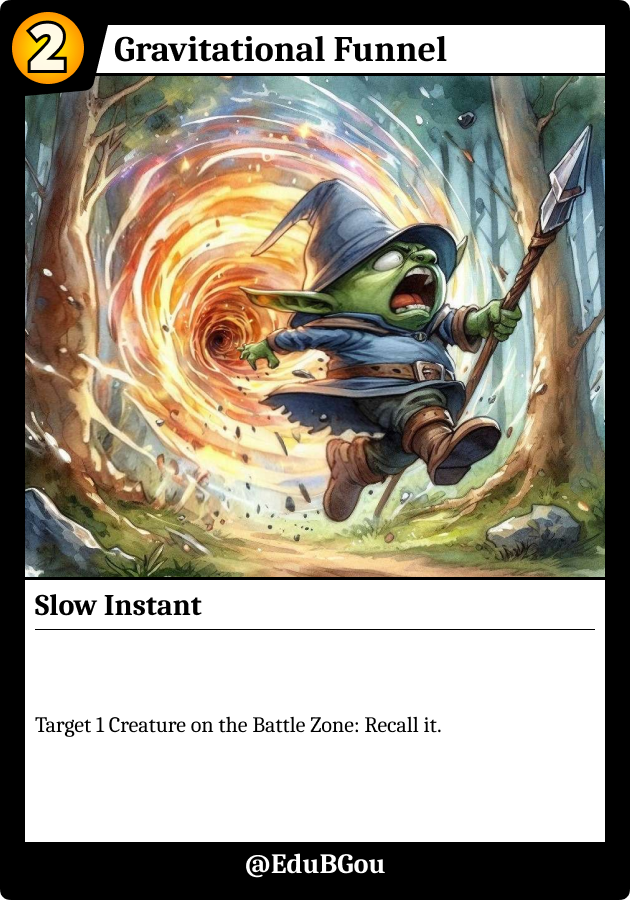 2
Gravitational Funnel
Slow Instant
Target 1 Creature on the Battle Zone: Recall it.
@EduBGou